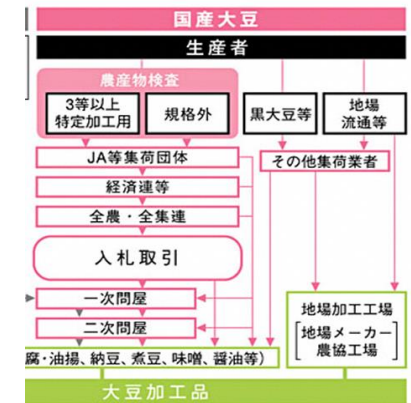 国産大豆
生産者
農産物検査
3等以上
特定加工用
規格外
黒大豆等
地場
流通等
JA等集荷団体
その他集荷業者
経済連等
全農・全集連
入札取引
一次問屋
二次問屋
地場加工工場
地場メーカー
農協工場
腐・油揚、納豆、煮豆、味噌、醤油等）
大豆加工品